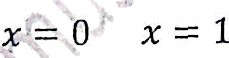 x = 0 x = 1